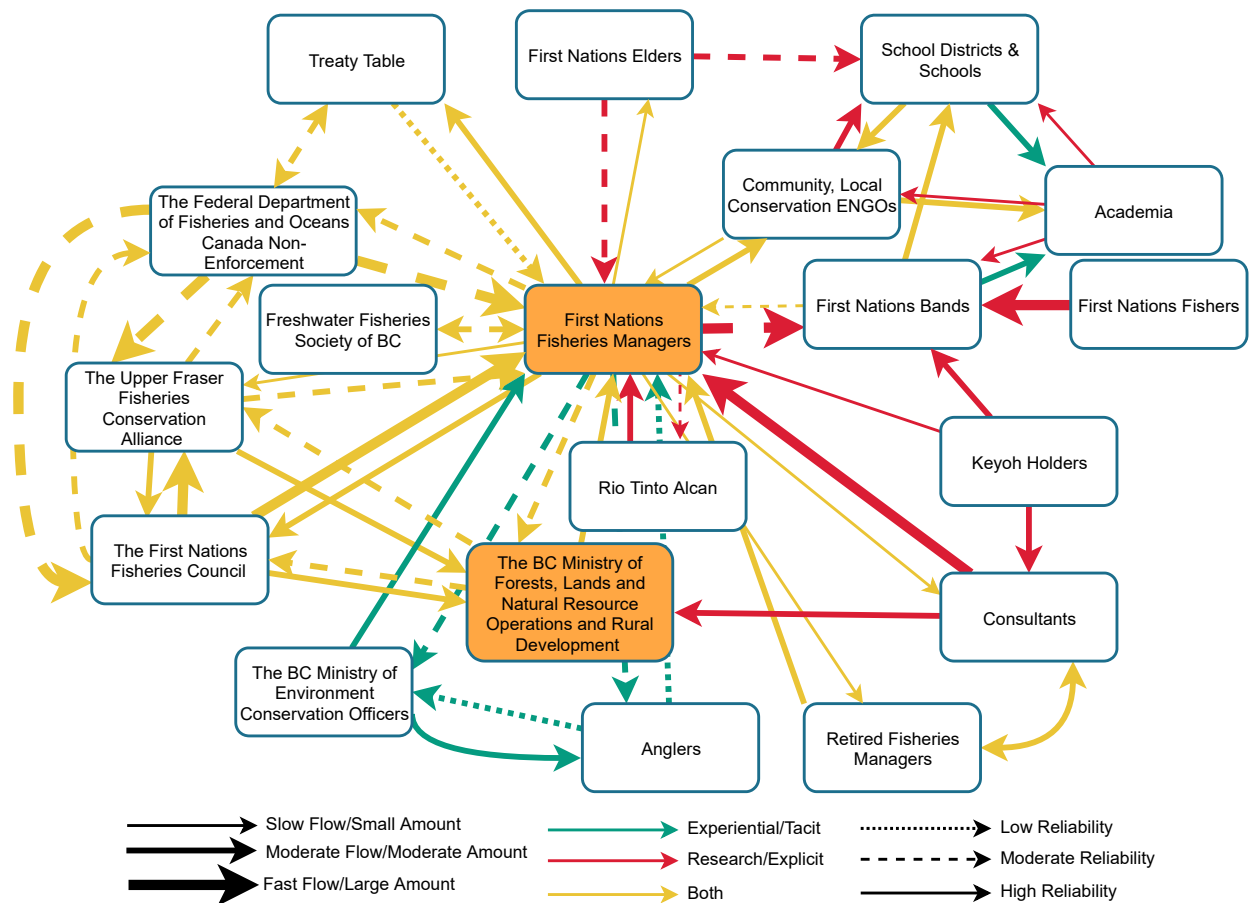 Treaty Table
First Nations Elders
School Districts &
Schools
The Federal Department
of Fisheries and Oceans
Canada Non-
Enforcement
Community, Local
Conservation ENGOs
Academia
Freshwater Fisheries
Society of BC
First Nations
Fisheries Managers
First Nations Bands
First Nations Fishers
The Upper Fraser
Fisheries
Conservation
Alliance
Rio Tinto Alcan
Keyoh Holders
The First Nations
Fisheries Council
The BC Ministry of
Forests, Lands and
Natural Resource
Operations and Rural
Development
Consultants
The BC Ministry of
Environment
Conservation Officers
Anglers
Retired Fisheries
Managers
Slow Flow/Small Amount
Moderate Flow/Moderate Amount
Fast Flow/Large Amount
Experiential/Tacit
Research/Explicit
Both
Low Reliability
Moderate Reliability
High Reliability